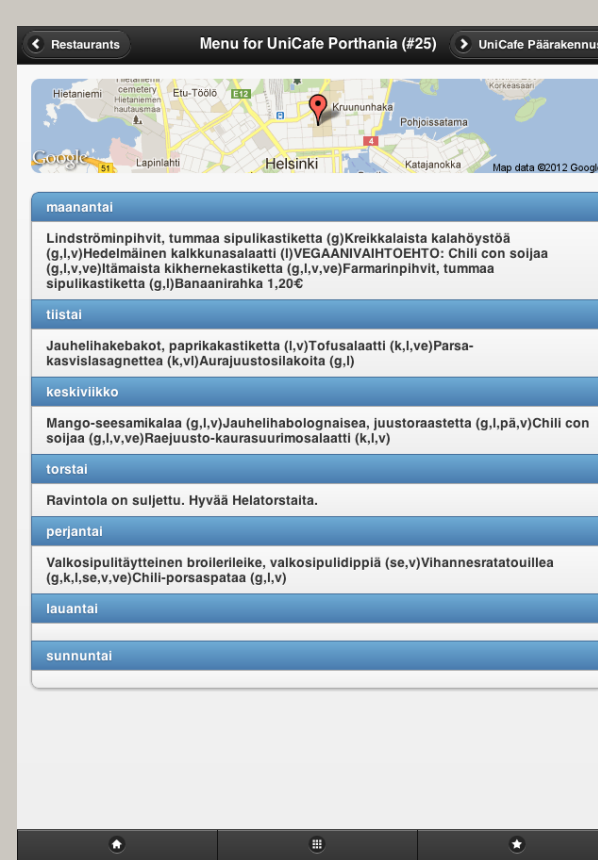 Restaurants
Menu for UniCafe Porthania (#25)
UniCafe Päärakennus
Hietaniemi
Hietaniemi
cemetery
Hietaniemen
hautausmaa
Etu-Töölö
E12
Kruununhaka
Korkeasaari
Pohjoissatama
4
Google
51
Lapinlahti
Helsinki
Katajanokka
Map data ©2012 Google
maanantai
Lindströminpihvit, tummaa sipulikastiketta (g)Kreikkalaista kalahöystöä
(g,l,v)Hedelmäinen kalkkunasalaatti (l)VEGAANIVAIHTOEHTO: Chili con soijaa
(g,l,v,ve)Itämaista kikhernekastiketta (g,l,v,ve)Farmarinpihvit, tummaa
sipulikastiketta (g,l)Banaanirahka 1,20€
tiistai
Jauhelihakebakot, paprikakastiketta (l,v)Tofusalaatti (k,l,ve)Parsa-
kasvislasagnettea (k,vl)Aurajuustosilakoita (g,l)
keskiviikko
Mango-seesamikalaa (g,l,v)Jauhelihabolognaisea, juustoraastetta (g,l,pä,v)Chili con
soijaa (g,l,v,ve)Raejuusto-kaurasuurimosalaatti (k,l,v)
torstai
Ravintola on suljettu. Hyvää Helatorstaita.
perjantai
Valkosipulitäytteinen broilerileike, valkosipulidippiä (se,v)Vihannesratatouillea
(g,k,l,se,v,ve)Chili-porsaspataa (g,l,v)
lauantai
sunnuntai